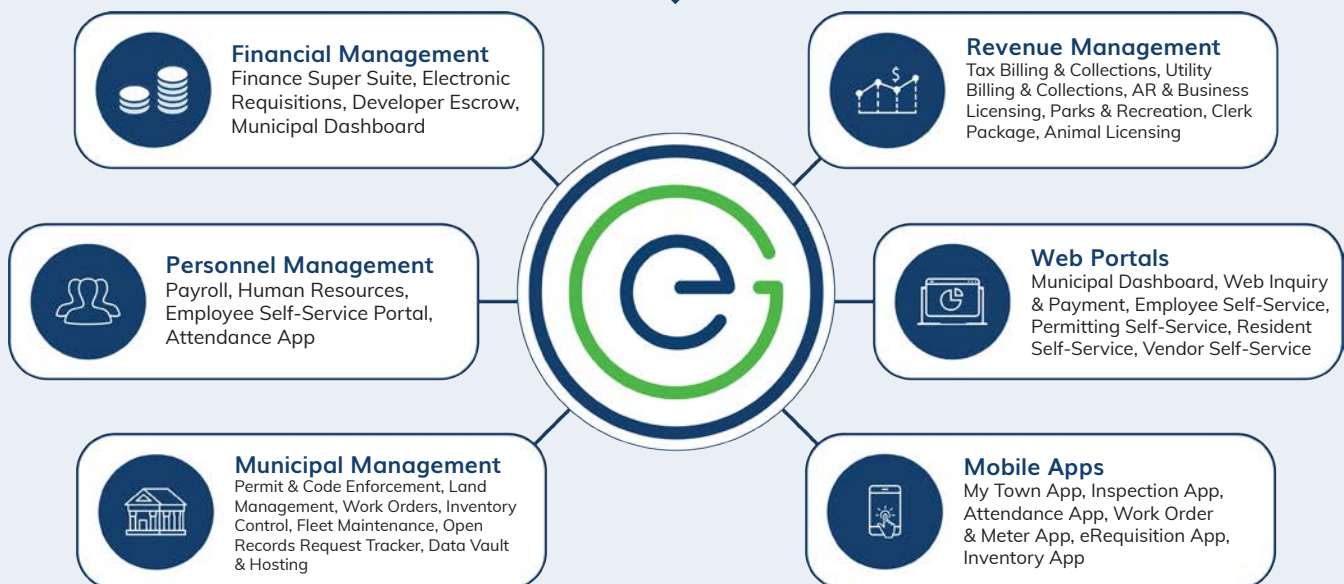 Financial Management
Finance Super Suite, Electronic
Requisitions, Developer Escrow,
Municipal Dashboard
Revenue Management
Tax Billing & Collections, Utility
Billing & Collections, AR & Business
Licensing, Parks & Recreation, Clerk
Package, Animal Licensing
Personnel Management
Payroll, Human Resources,
Employee Self-Service Portal,
Attendance App
Web Portals
Municipal Dashboard, Web Inquiry
& Payment, Employee Self-Service,
Permitting Self-Service, Resident
Self-Service, Vendor Self-Service
Municipal Management
Permit & Code Enforcement, Land
Management, Work Orders, Inventory
Control, Fleet Maintenance, Open
Records Request Tracker, Data Vault
& Hosting
Mobile Apps
My Town App, Inspection App,
Attendance App, Work Order
& Meter App, eRequisition App,
Inventory App